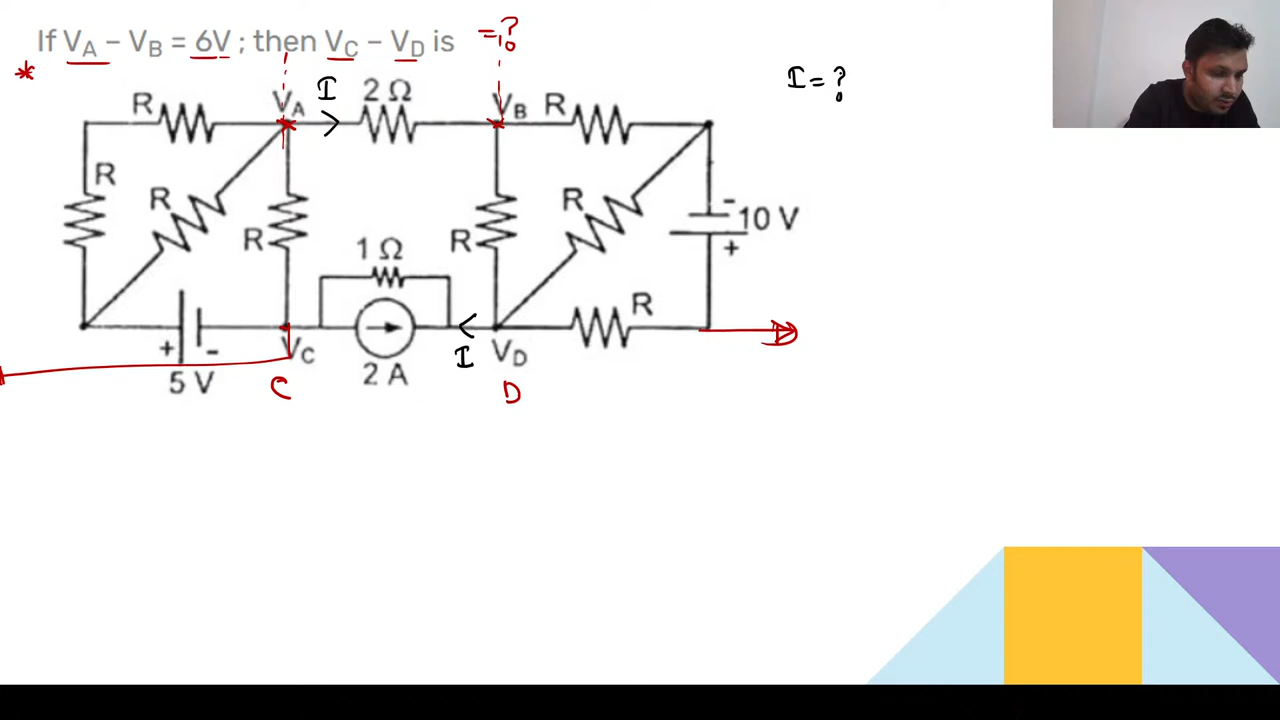 If VA – VB = 6V ; then VC – VD is = ?
*
I = ?
R VA I 2 Ω VB R
R R R 1 Ω R R - 10 V
+
R
+ - VC I VD
5 V C 2 A D